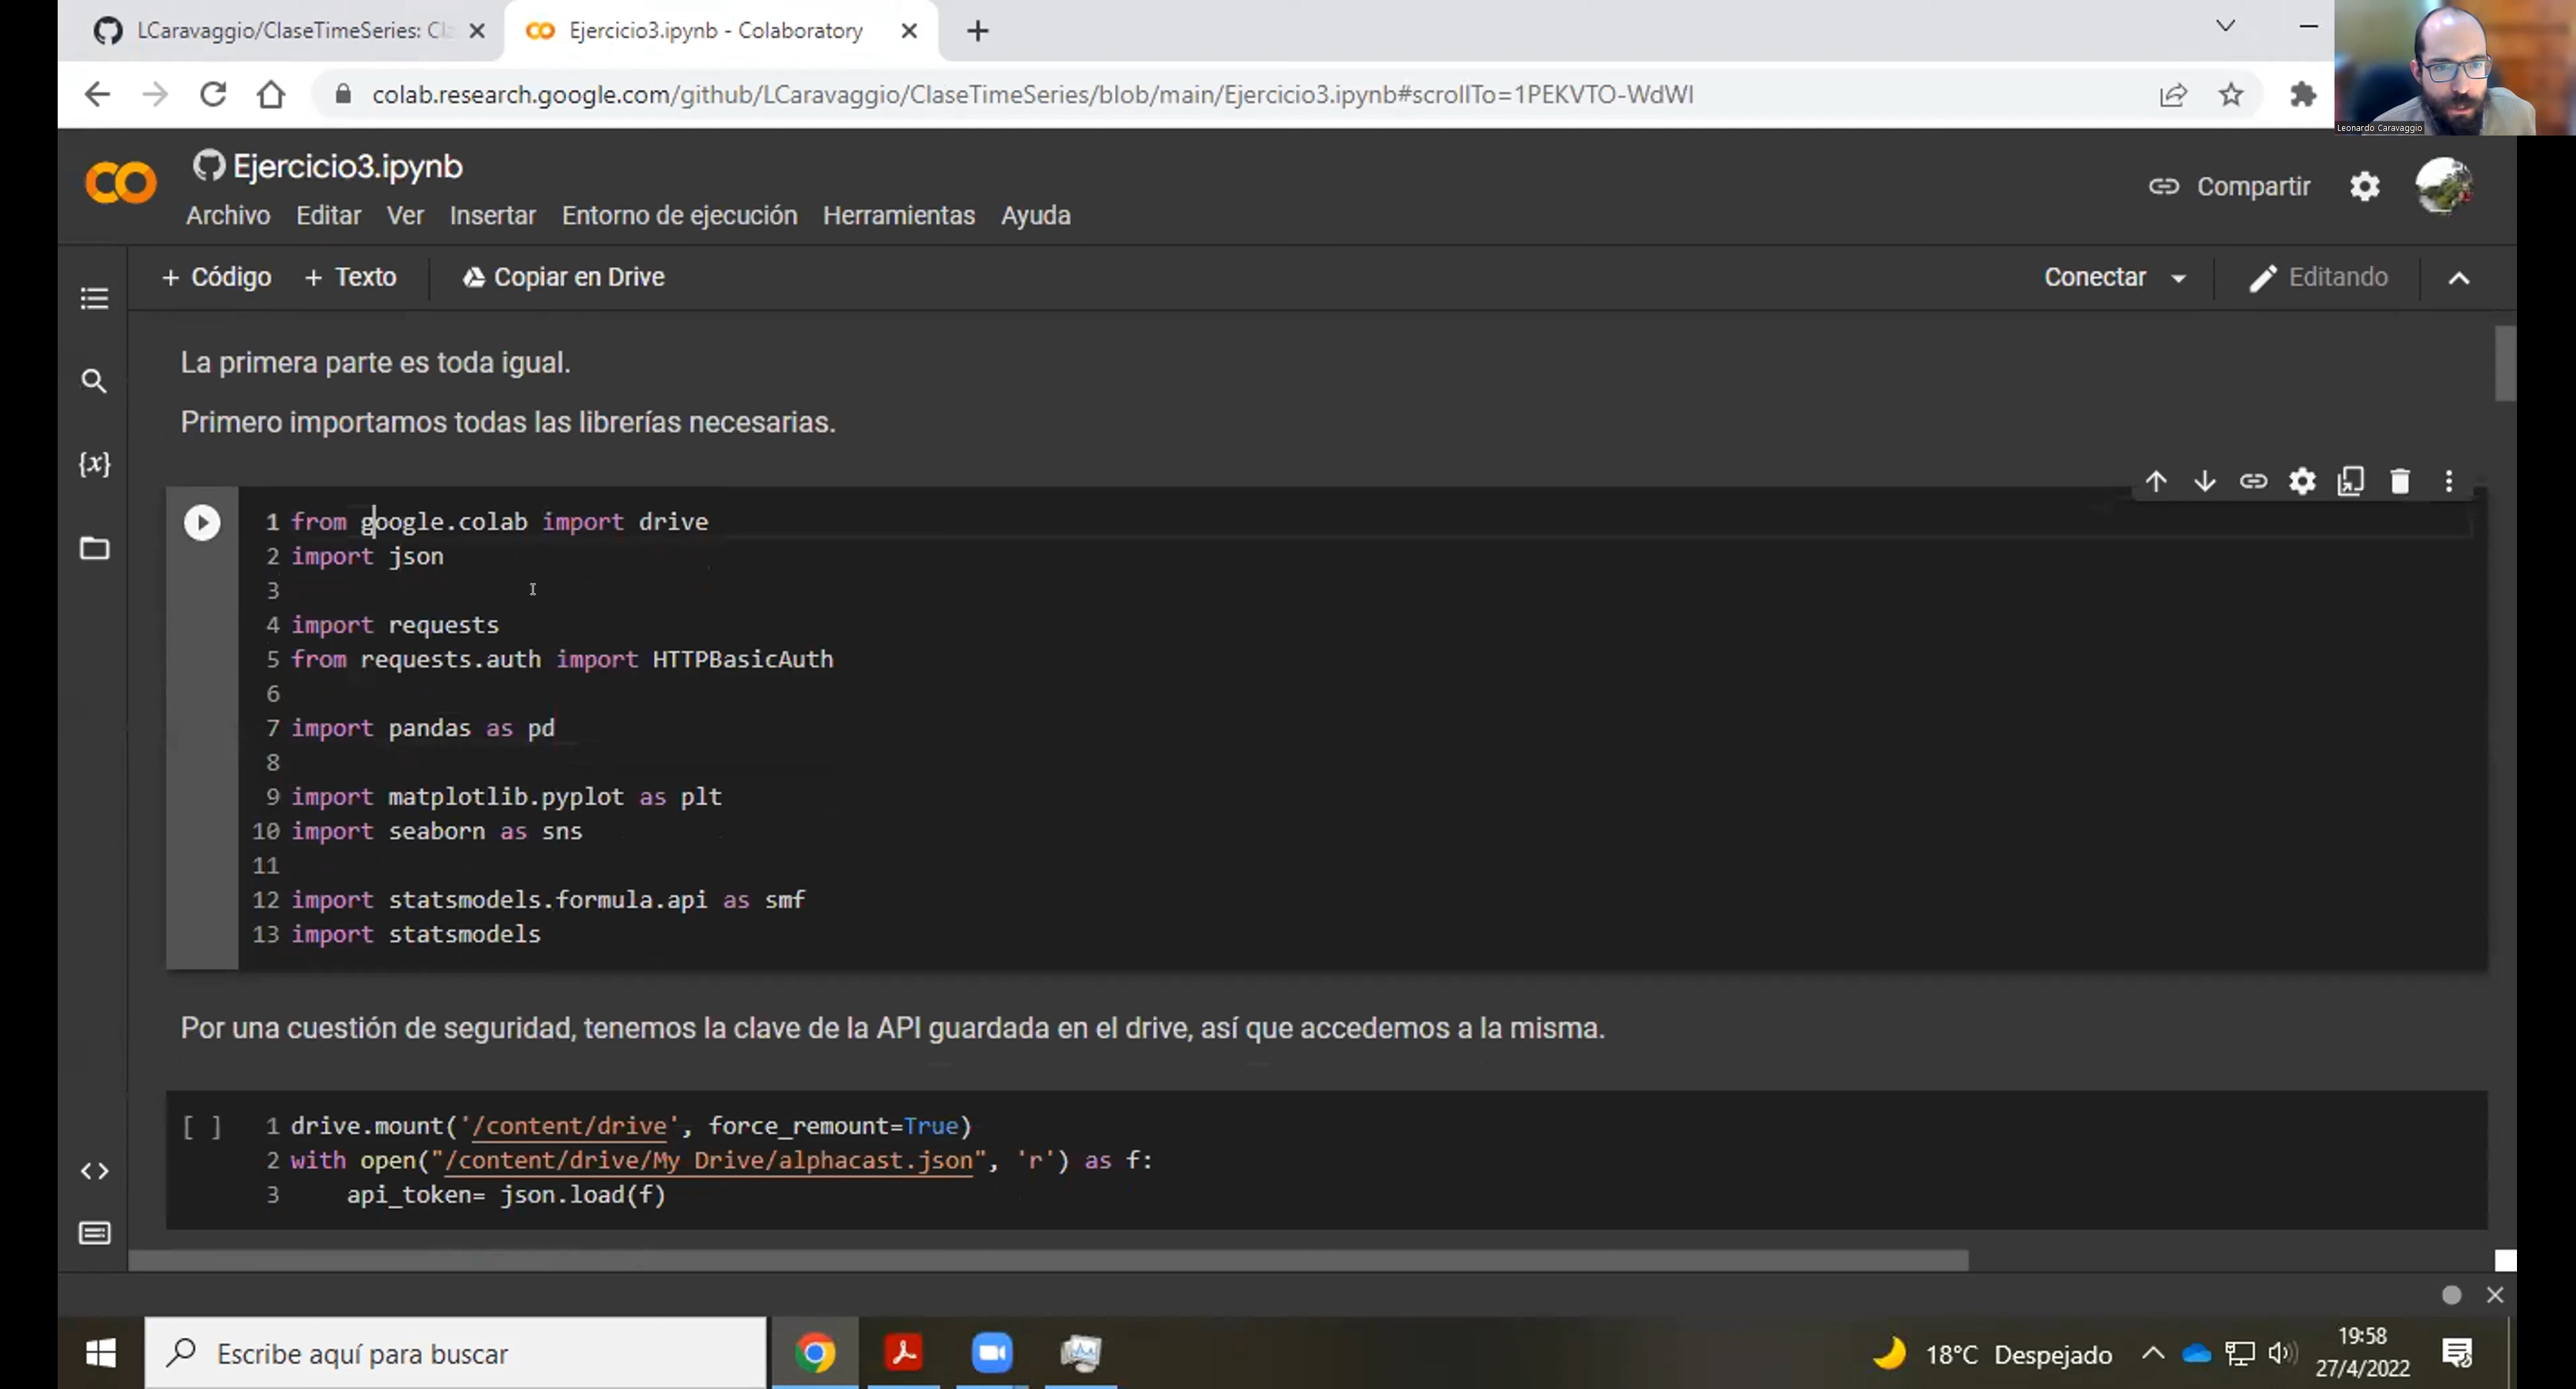 LCaravaggio/ClaseTimeSeries: Cla
Ejercicio3.ipynb - Colaboratory
colab.research.google.com/github/LCaravaggio/ClaseTimeSeries/blob/main/Ejercicio3.ipynb#scrollTo=1PEKVTO-WdWI
Leonardo Caravaggio
Ejercicio3.ipynb
Compartir
Archivo Editar Ver Insertar Entorno de ejecución Herramientas Ayuda
+ Código + Texto Copiar en Drive Conectar Editando
La primera parte es toda igual.
Primero importamos todas las librerías necesarias.
{x}
1 from google.colab import drive
2 import json
3
4 import requests
5 from requests.auth import HTTPBasicAuth
6
7 import pandas as pd
8
9 import matplotlib.pyplot as plt
10 import seaborn as sns
11
12 import statsmodels.formula.api as smf
13 import statsmodels
Por una cuestión de seguridad, tenemos la clave de la API guardada en el drive, así que accedemos a la misma.
[ ] 1 drive.mount('/content/drive', force_remount=True)
2 with open("/content/drive/My Drive/alphacast.json", 'r') as f:
3 api_token= json.load(f)
Escribe aquí para buscar
18°C Despejado
19:58
27/4/2022